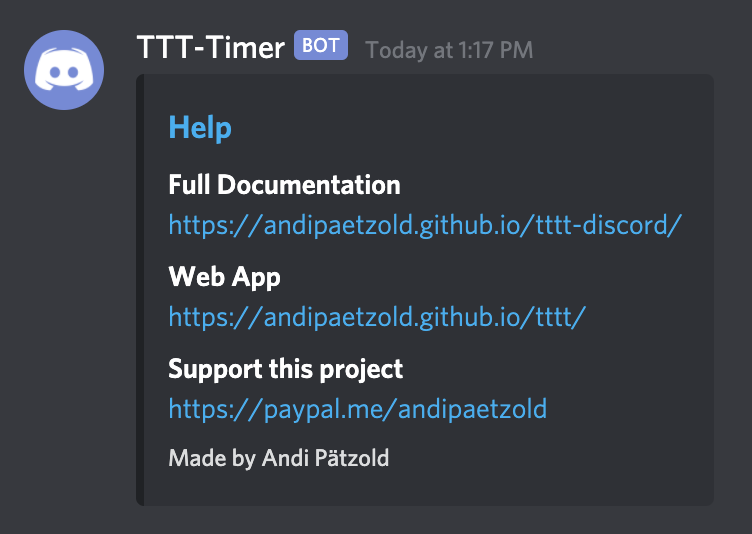 TTT-Timer BOT Today at 1:17 PM
Help
Full Documentation
https://andipaetzold.github.io/tttt-discord/
Web App
https://andipaetzold.github.io/tttt/
Support this project
https://paypal.me/andipaetzold
Made by Andi Pätzold